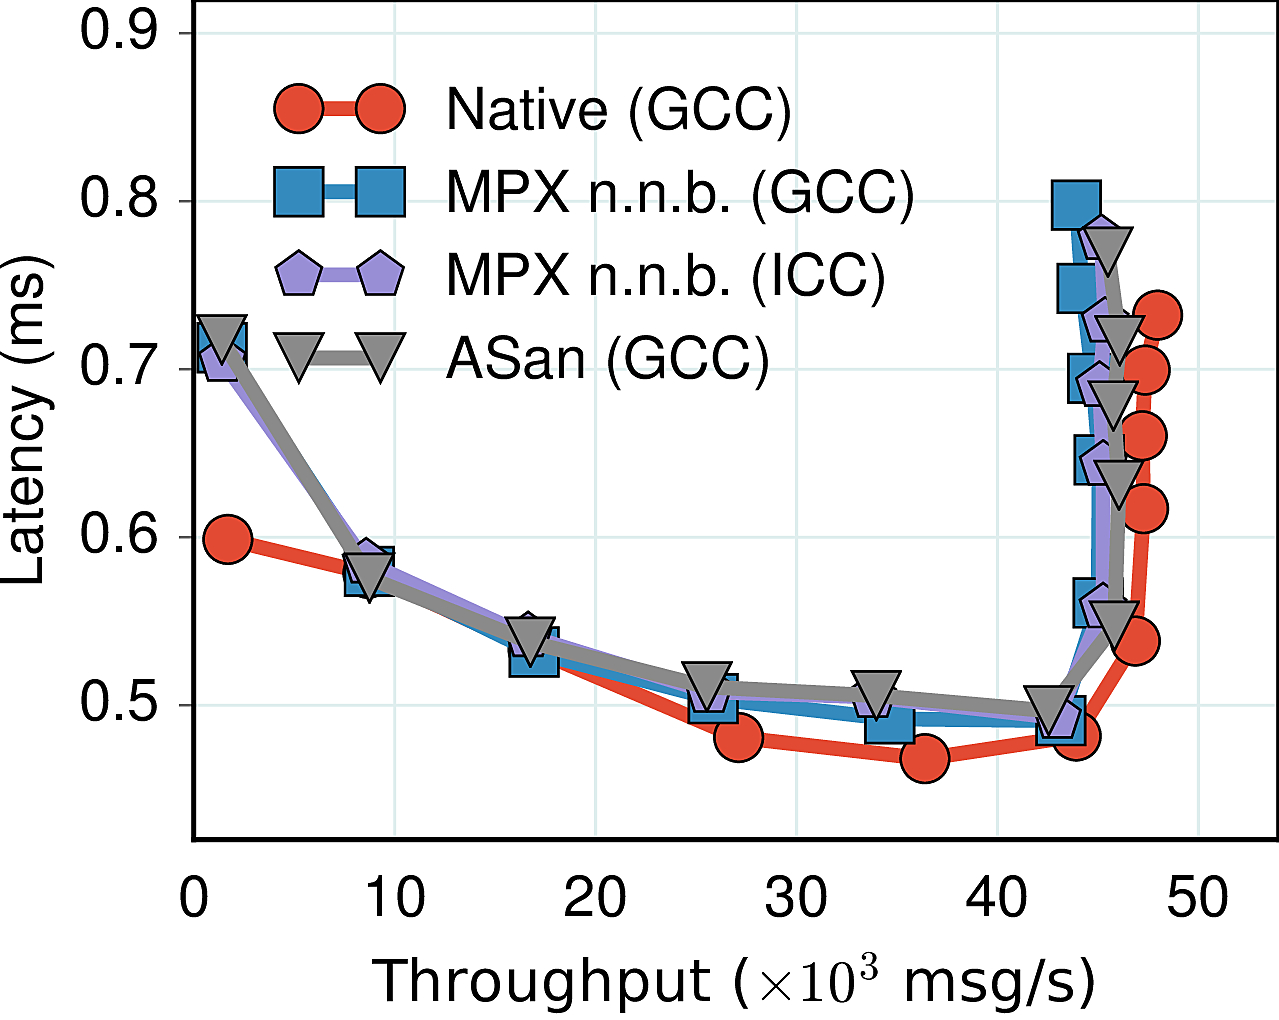 0.9
0.8
0.7
0.6
0.5
Latency (ms)
Native (GCC)
MPX n.n.b. (GCC)
MPX n.n.b. (ICC)
ASan (GCC)
0 10 20 30 40 50
Throughput (×10³ msg/s)